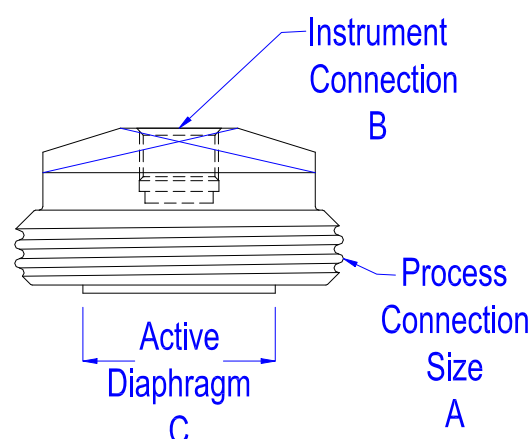 Instrument
Connection
B
Process
Connection
Size
A
Active
Diaphragm
C